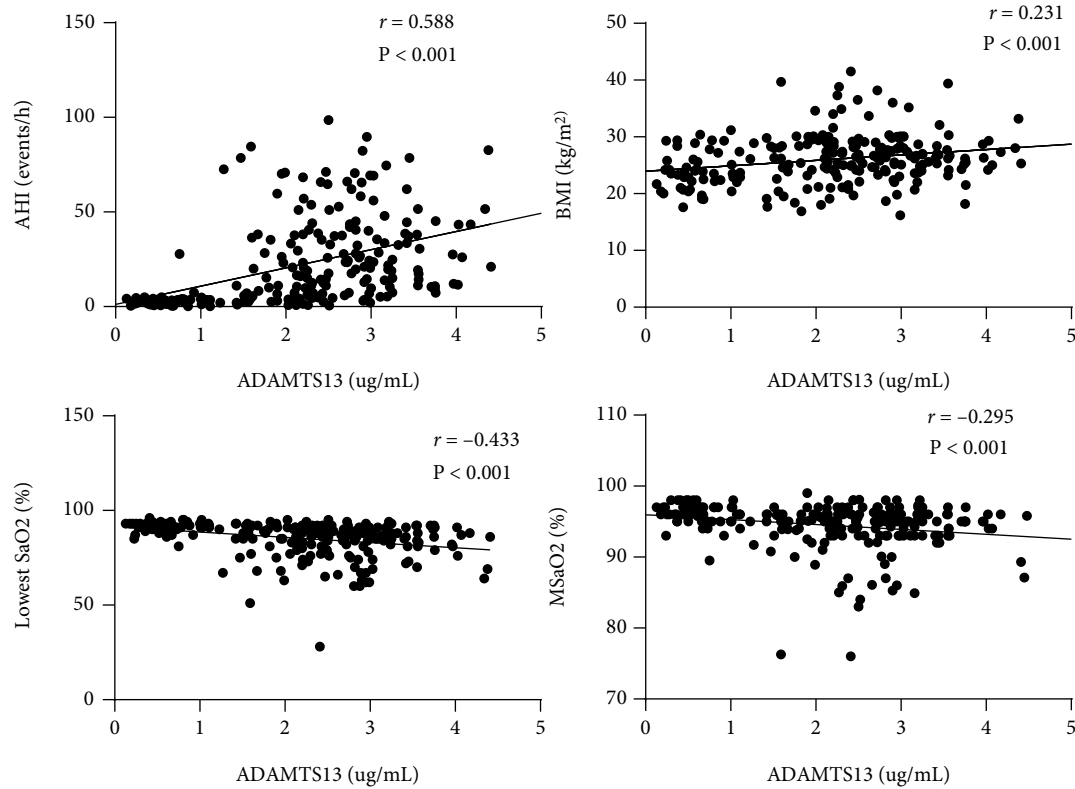 r = 0.588
P < 0.001
AHI (events/h)
150
100
50
0
0 1 2 3 4 5
ADAMTS13 (ug/mL)
r = 0.231
P < 0.001
BMI (kg/m²)
50
40
30
20
10
0
0 1 2 3 4 5
ADAMTS13 (ug/mL)
r = –0.433
P < 0.001
Lowest SaO2 (%)
150
100
50
0
0 1 2 3 4 5
ADAMTS13 (ug/mL)
r = –0.295
P < 0.001
MSaO2 (%)
110
100
90
80
70
0 1 2 3 4 5
ADAMTS13 (ug/mL)